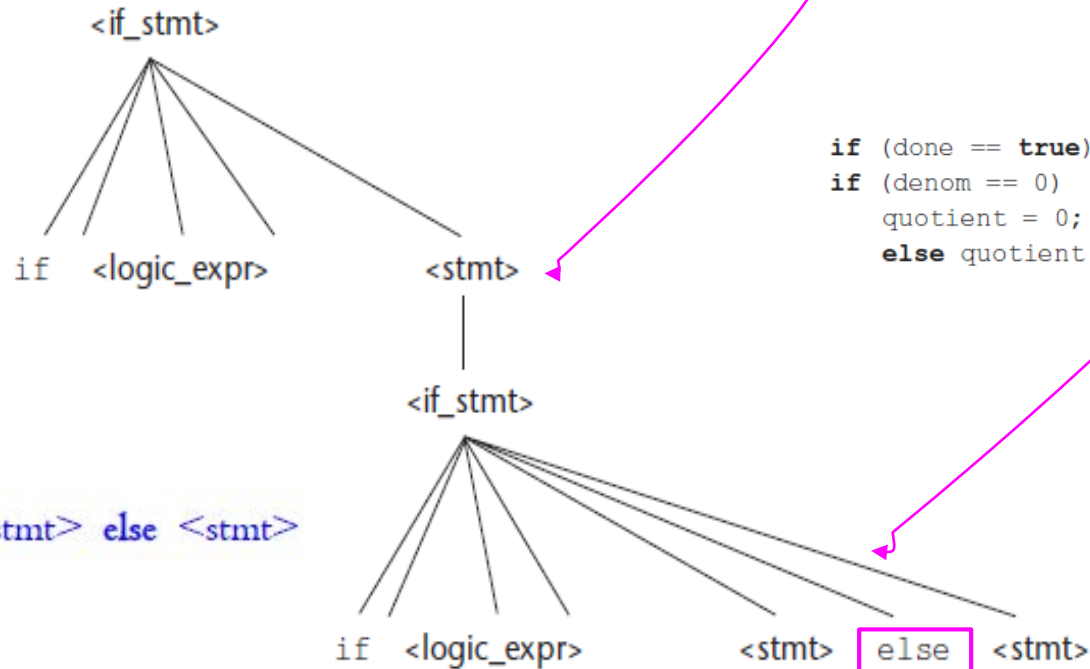 <if_stmt>
if (done == true)
if (denom == 0)
quotient = 0;
else quotient
if <logic_expr> <stmt>
<if_stmt>
stmt> else <stmt>
if <logic_expr> <stmt> else <stmt>